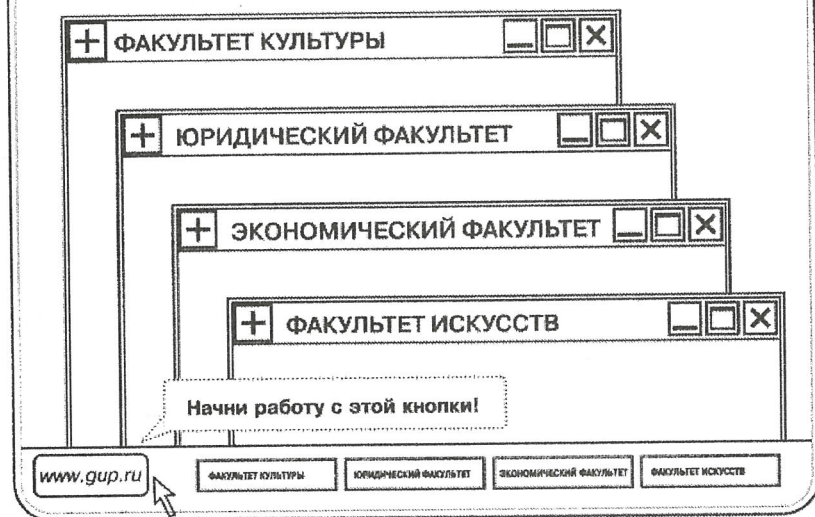 ФАКУЛЬТЕТ КУЛЬТУРЫ
ЮРИДИЧЕСКИЙ ФАКУЛЬТЕТ
ЭКОНОМИЧЕСКИЙ ФАКУЛЬТЕТ
ФАКУЛЬТЕТ ИСКУССТВ
Начни работу с этой кнопки!
www.gup.ru
ФАКУЛЬТЕТ КУЛЬТУРЫ
ЮРИДИЧЕСКИЙ ФАКУЛЬТЕТ
ЭКОНОМИЧЕСКИЙ ФАКУЛЬТЕТ
ФАКУЛЬТЕТ ИСКУССТВ